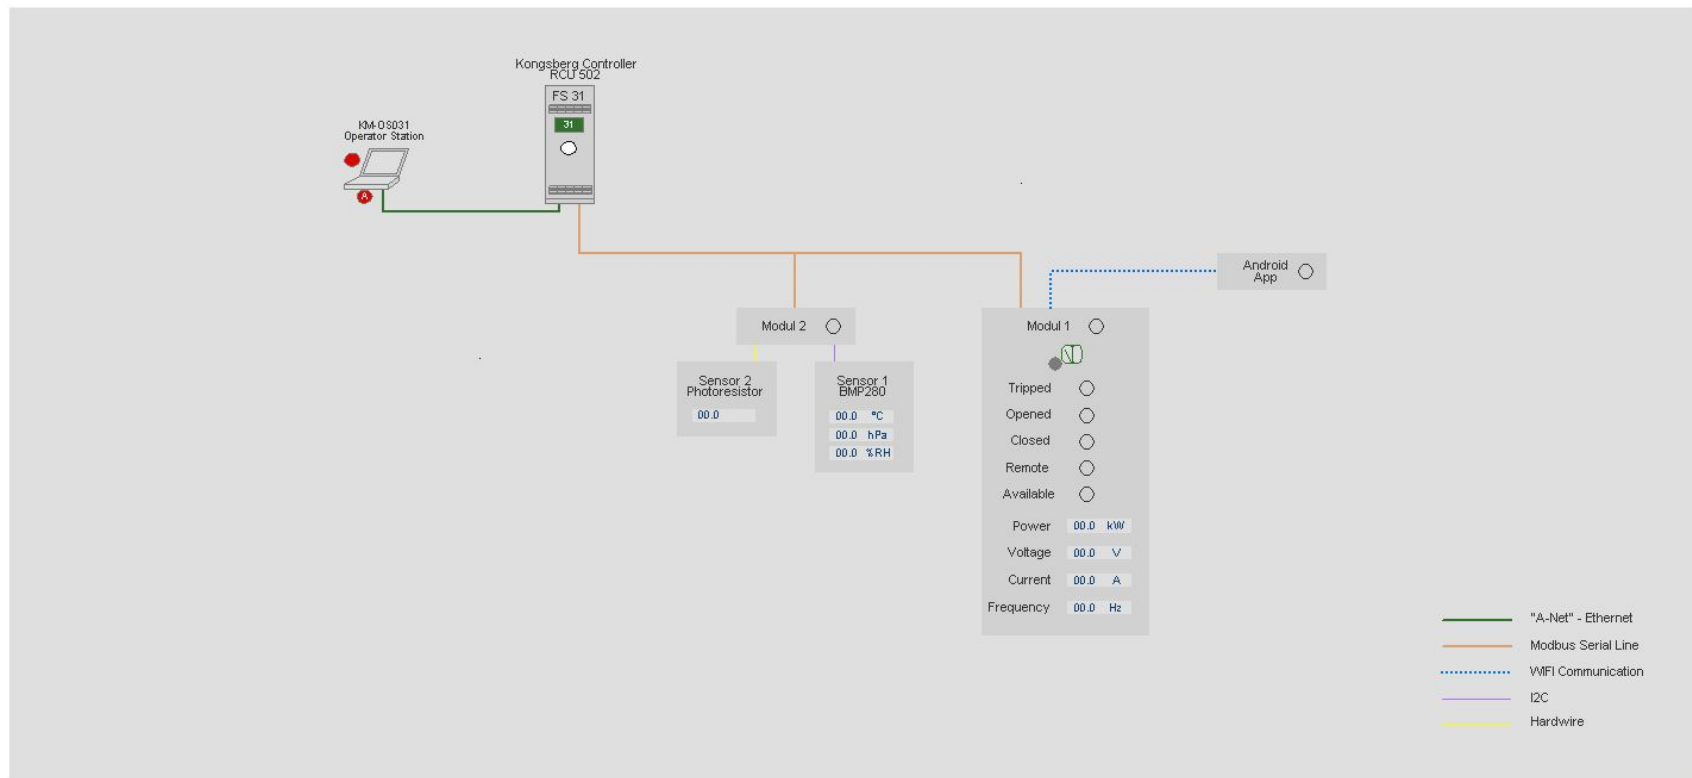 Kongsberg Controller
RCU 502
FS 31
31
KM-OS031
Operator Station
A
Android
App
Modul 2
Modul 1
Sensor 2
Photoresistor
00.0
Sensor 1
BMP280
00.0 °C
00.0 hPa
00.0 %RH
Tripped
Opened
Closed
Remote
Available
Power 00.0 kW
Voltage 00.0 V
Current 00.0 A
Frequency 00.0 Hz
"A-Net" - Ethernet
Modbus Serial Line
WIFI Communication
I2C
Hardwire